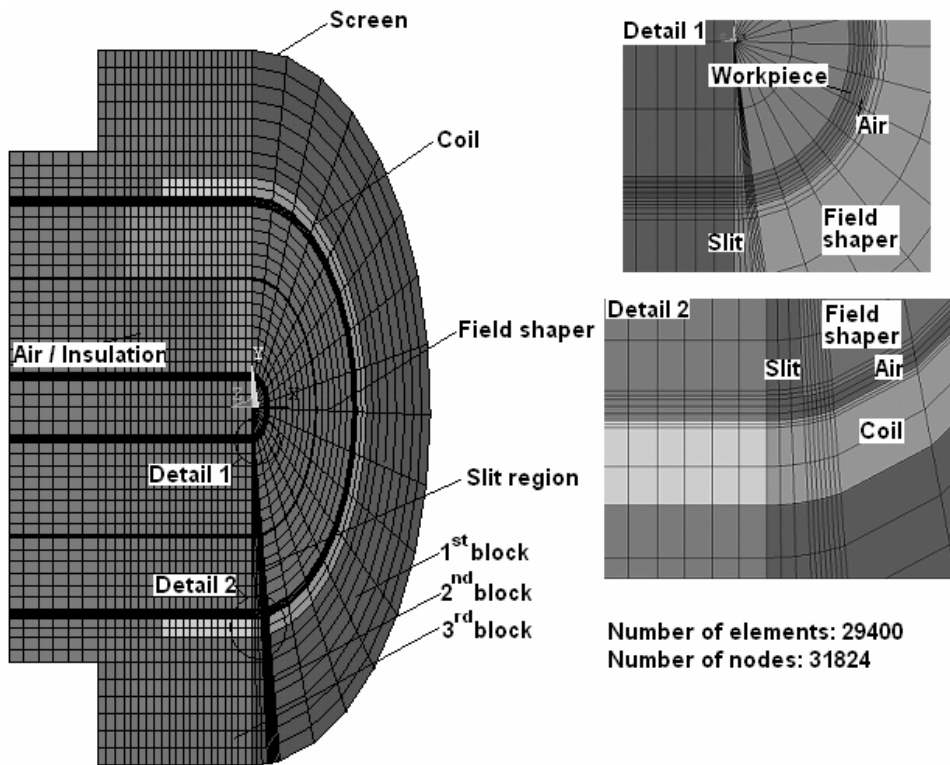 Screen
Coil
Air / Insulation
Y
Z
X
Field shaper
Detail 1
Slit region
Detail 2
1st block
2nd block
3rd block
Detail 1
Workpiece
Air
Field
shaper
Slit
Detail 2
Field
shaper
Slit
Air
Coil
Number of elements: 29400
Number of nodes: 31824